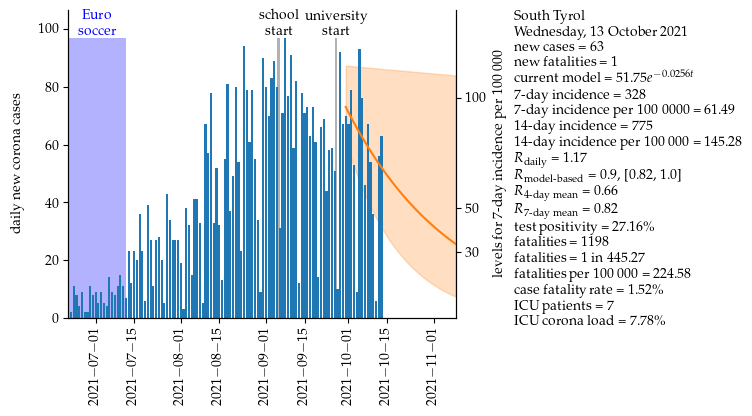 Euro
soccer
school
start
university
start
daily new corona cases
0
20
40
60
80
100
2021−07−01
2021−07−15
2021−08−01
2021−08−15
2021−09−01
2021−09−15
2021−10−01
2021−10−15
2021−11−01
100
50
30
levels for 7-day incidence per 100 000
South Tyrol
Wednesday, 13 October 2021
new cases = 63
new fatalities = 1
current model = 51.75e^−0.0256t
7-day incidence = 328
7-day incidence per 100 0000 = 61.49
14-day incidence = 775
14-day incidence per 100 000 = 145.28
R_daily = 1.17
R_model-based = 0.9, [0.82, 1.0]
R_4-day mean = 0.66
R_7-day mean = 0.82
test positivity = 27.16%
fatalities = 1198
fatalities = 1 in 445.27
fatalities per 100 000 = 224.58
case fatality rate = 1.52%
ICU patients = 7
ICU corona load = 7.78%